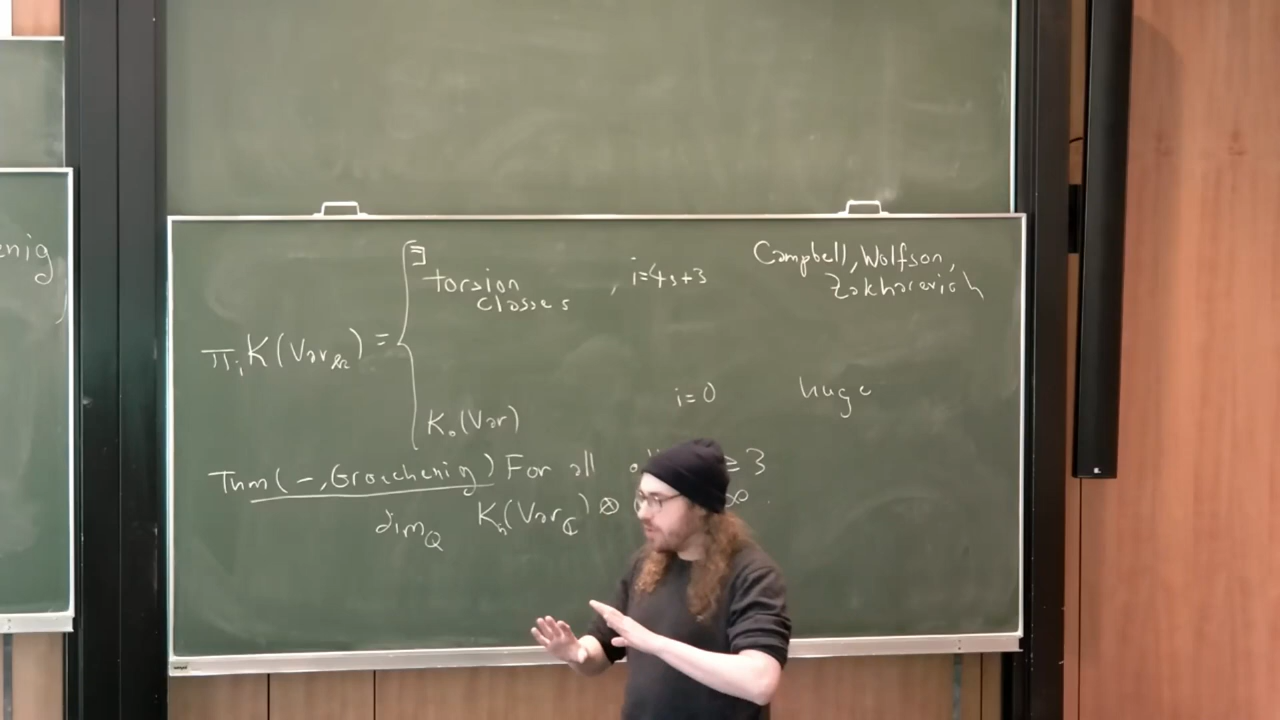 enig
∃
torsion
classes , i=4s+3
Campbell, Wolfson,
Zakharevich
π_i K(Var_k) =
i=0 huge
K_0(Var)
Thm (–, Groechenig) For all ≥ 3
dim_Q K_n(Var_ℂ) ⊗ ∞.